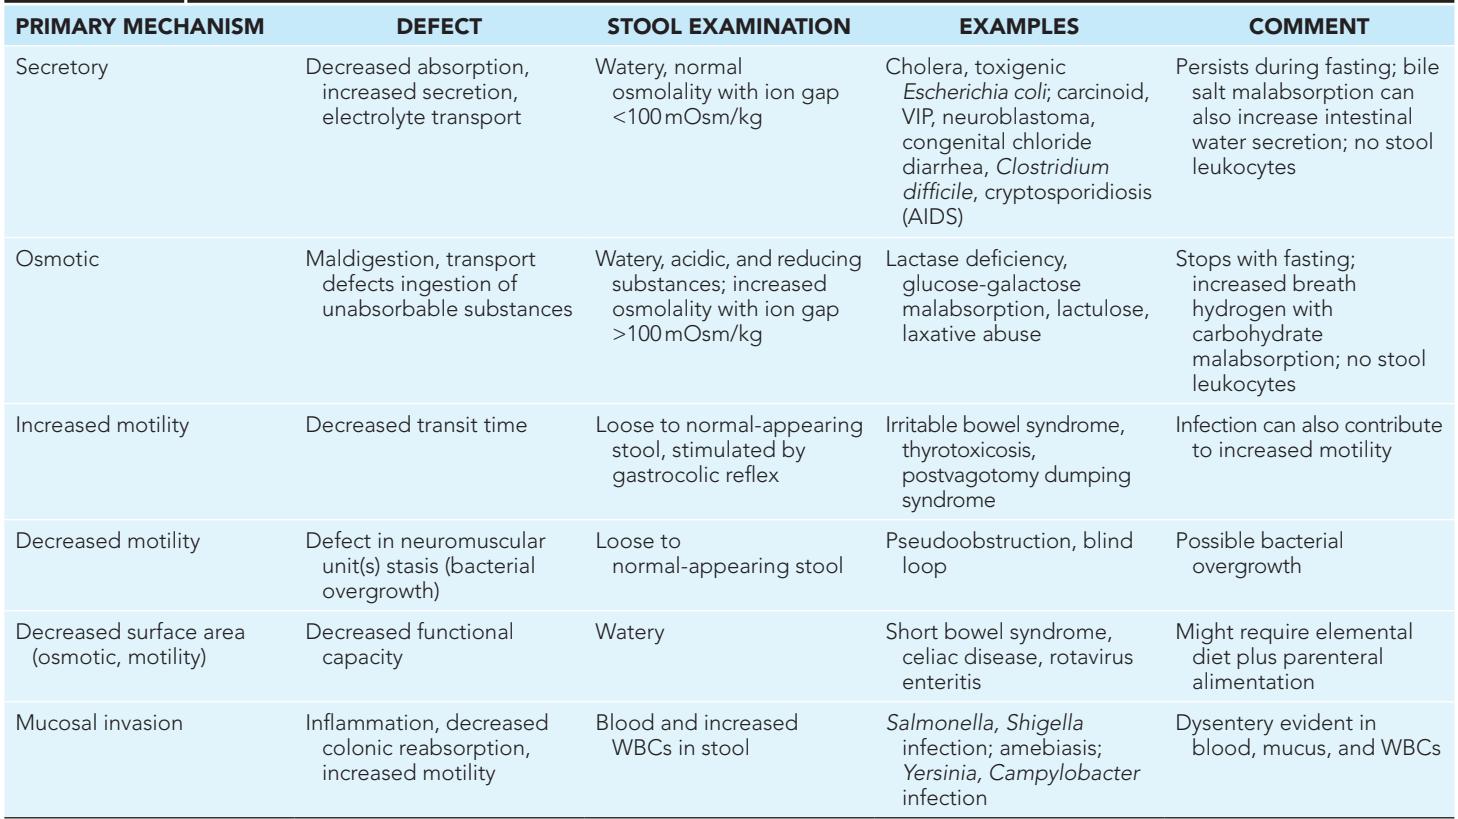 PRIMARY MECHANISM DEFECT STOOL EXAMINATION EXAMPLES COMMENT
Secretory
Decreased absorption,
increased secretion,
electrolyte transport
Watery, normal
osmolality with ion gap
<100 mOsm/kg
Cholera, toxigenic
Escherichia coli; carcinoid,
VIP, neuroblastoma,
congenital chloride
diarrhea, Clostridium
difficile, cryptosporidiosis
(AIDS)
Persists during fasting; bile
salt malabsorption can
also increase intestinal
water secretion; no stool
leukocytes
Osmotic
Maldigestion, transport
defects ingestion of
unabsorbable substances
Watery, acidic, and reducing
substances; increased
osmolality with ion gap
>100 mOsm/kg
Lactase deficiency,
glucose-galactose
malabsorption, lactulose,
laxative abuse
Stops with fasting;
increased breath
hydrogen with
carbohydrate
malabsorption; no stool
leukocytes
Increased motility
Decreased transit time
Loose to normal-appearing
stool, stimulated by
gastrocolic reflex
Irritable bowel syndrome,
thyrotoxicosis,
postvagotomy dumping
syndrome
Infection can also contribute
to increased motility
Decreased motility
Defect in neuromuscular
unit(s) stasis (bacterial
overgrowth)
Loose to
normal-appearing stool
Pseudoobstruction, blind
loop
Possible bacterial
overgrowth
Decreased surface area
(osmotic, motility)
Decreased functional
capacity
Watery
Short bowel syndrome,
celiac disease, rotavirus
enteritis
Might require elemental
diet plus parenteral
alimentation
Mucosal invasion
Inflammation, decreased
colonic reabsorption,
increased motility
Blood and increased
WBCs in stool
Salmonella, Shigella
infection; amebiasis;
Yersinia, Campylobacter
infection
Dysentery evident in
blood, mucus, and WBCs